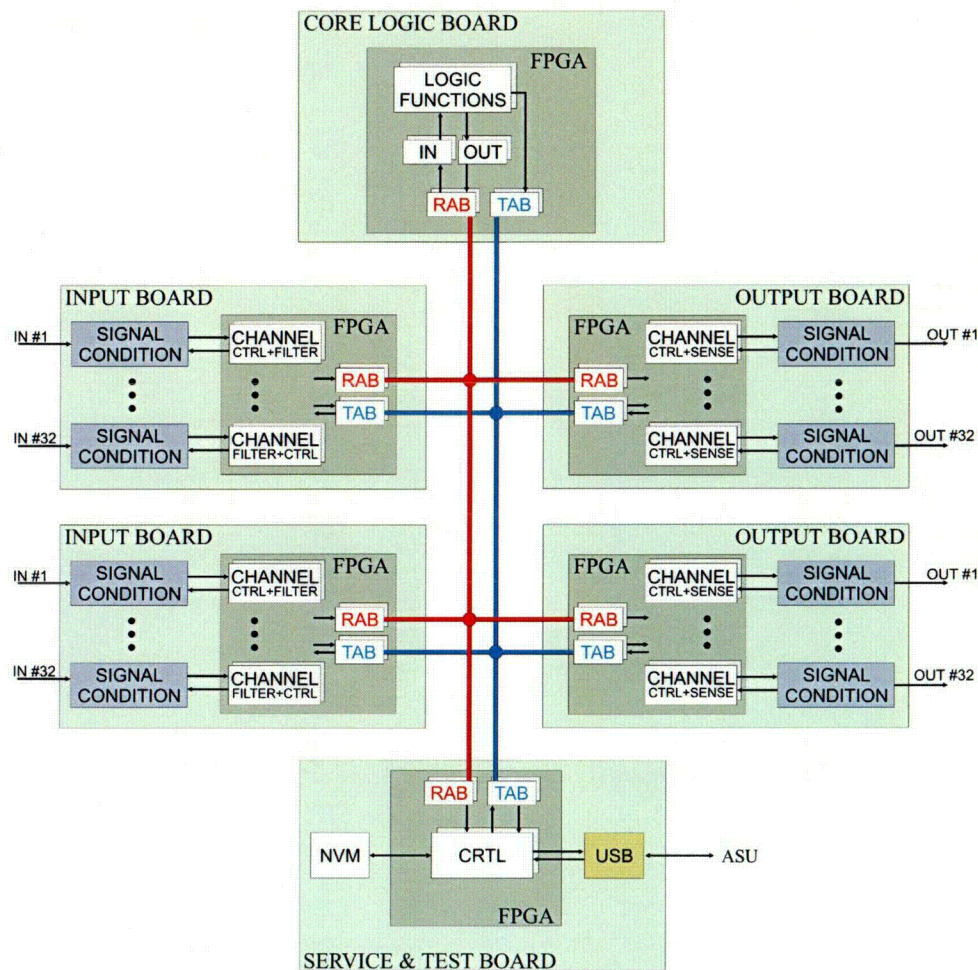 CORE LOGIC BOARD
FPGA
LOGIC
FUNCTIONS
IN
OUT
RAB
TAB
INPUT BOARD
FPGA
IN #1
SIGNAL
CONDITION
CHANNEL
CTRL+FILTER
RAB
TAB
IN #32
SIGNAL
CONDITION
CHANNEL
FILTER+CTRL
OUTPUT BOARD
FPGA
CHANNEL
CTRL+SENSE
SIGNAL
CONDITION
OUT #1
RAB
TAB
CHANNEL
CTRL+SENSE
SIGNAL
CONDITION
OUT #32
INPUT BOARD
FPGA
IN #1
SIGNAL
CONDITION
CHANNEL
CTRL+FILTER
RAB
TAB
IN #32
SIGNAL
CONDITION
CHANNEL
FILTER+CTRL
OUTPUT BOARD
FPGA
CHANNEL
CTRL+SENSE
SIGNAL
CONDITION
OUT #1
RAB
TAB
CHANNEL
CTRL+SENSE
SIGNAL
CONDITION
OUT #32
RAB
TAB
NVM
CRTL
USB
ASU
FPGA
SERVICE & TEST BOARD